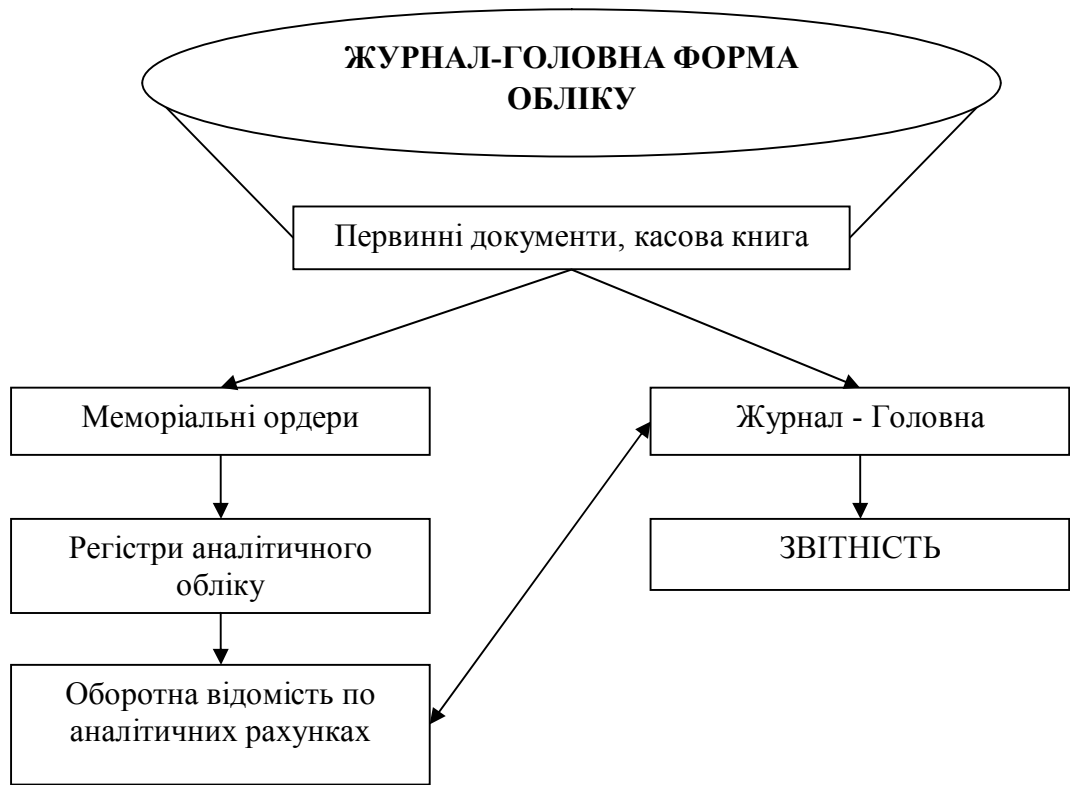 ЖУРНАЛ-ГОЛОВНА ФОРМА
ОБЛІКУ
Первинні документи, касова книга
Меморіальні ордери
Журнал - Головна
Регістри аналітичного
обліку
ЗВІТНІСТЬ
Оборотна відомість по
аналітичних рахунках